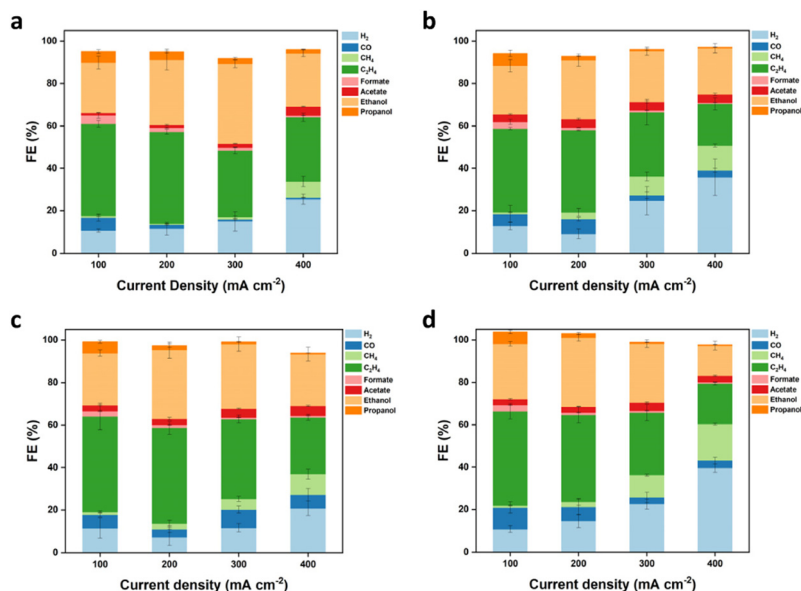 a
100
80
60
40
20
0
FE (%)
100 200 300 400
Current Density (mA cm⁻²)
H₂
CO
CH₄
C₂H₄
Formate
Acetate
Ethanol
Propanol
b
100
80
60
40
20
0
FE (%)
100 200 300 400
Current density (mA cm⁻²)
H₂
CO
CH₄
C₂H₄
Formate
Acetate
Ethanol
Propanol
c
100
80
60
40
20
0
FE (%)
100 200 300 400
Current density (mA cm⁻²)
H₂
CO
CH₄
C₂H₄
Formate
Acetate
Ethanol
Propanol
d
100
80
60
40
20
0
FE (%)
100 200 300 400
Current density (mA cm⁻²)
H₂
CO
CH₄
C₂H₄
Formate
Acetate
Ethanol
Propanol